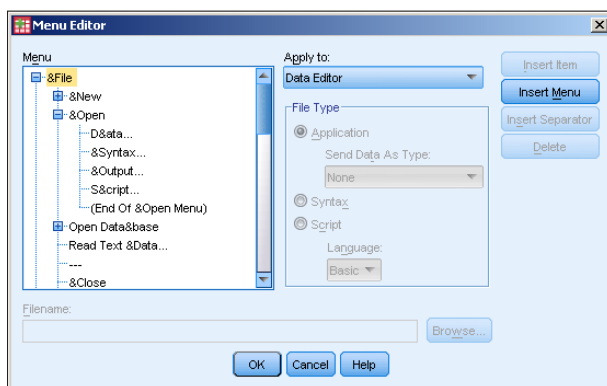 Menu Editor
Menu
&File
&New
&Open
D&ata...
&Syntax...
&Output...
S&cript...
(End Of &Open Menu)
Open Data&base
Read Text &Data...
---
&Close
Apply to:
Data Editor
File Type
Application
Send Data As Type:
None
Syntax
Script
Language:
Basic
Insert Item
Insert Menu
Insert Separator
Delete
Filename:
Browse...
OK Cancel Help